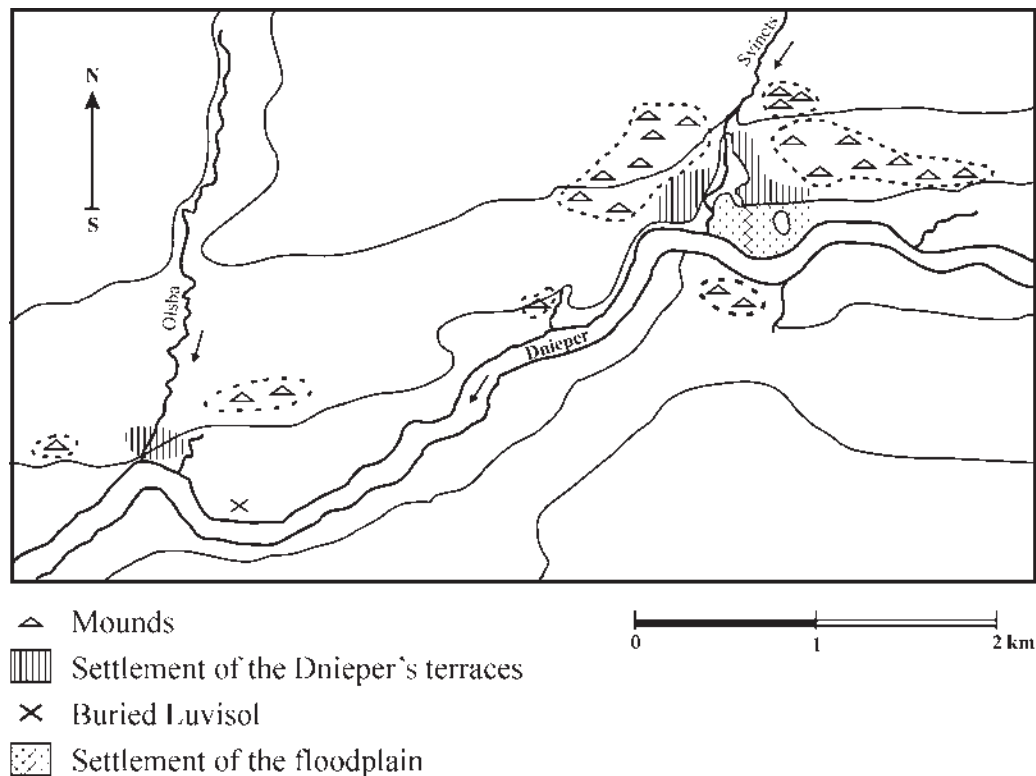 N
S
Svinets
Olsha
Dnieper
Mounds
Settlement of the Dnieper's terraces
Buried Luvisol
Settlement of the floodplain
0 1 2 km